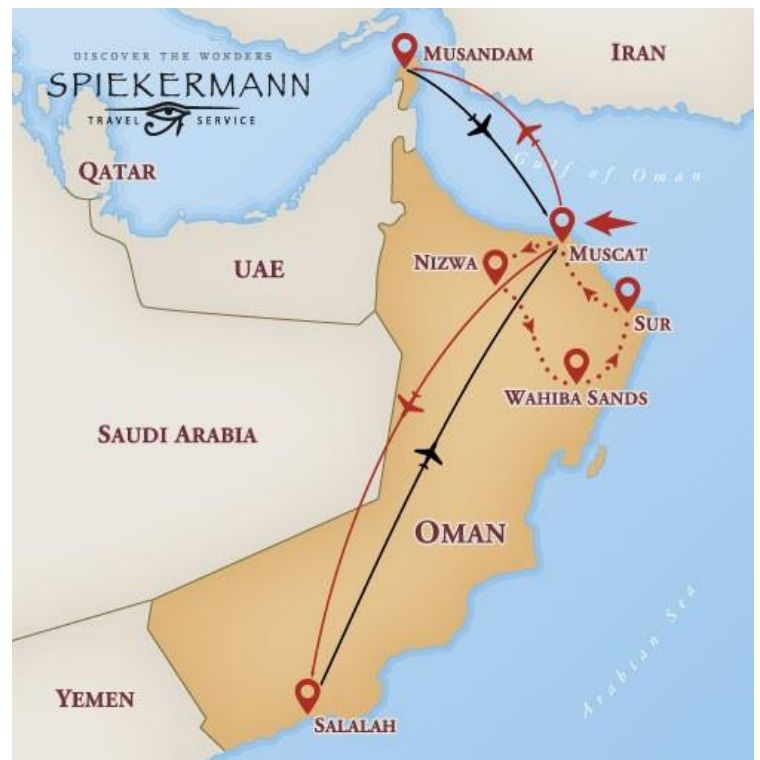 DISCOVER THE WONDERS
SPIEKERMANN
TRAVEL SERVICE
MUSANDAM
IRAN
QATAR
Gulf of Oman
UAE
NIZWA
MUSCAT
SUR
WAHIBA SANDS
SAUDI ARABIA
OMAN
Arabian Sea
YEMEN
SALALAH